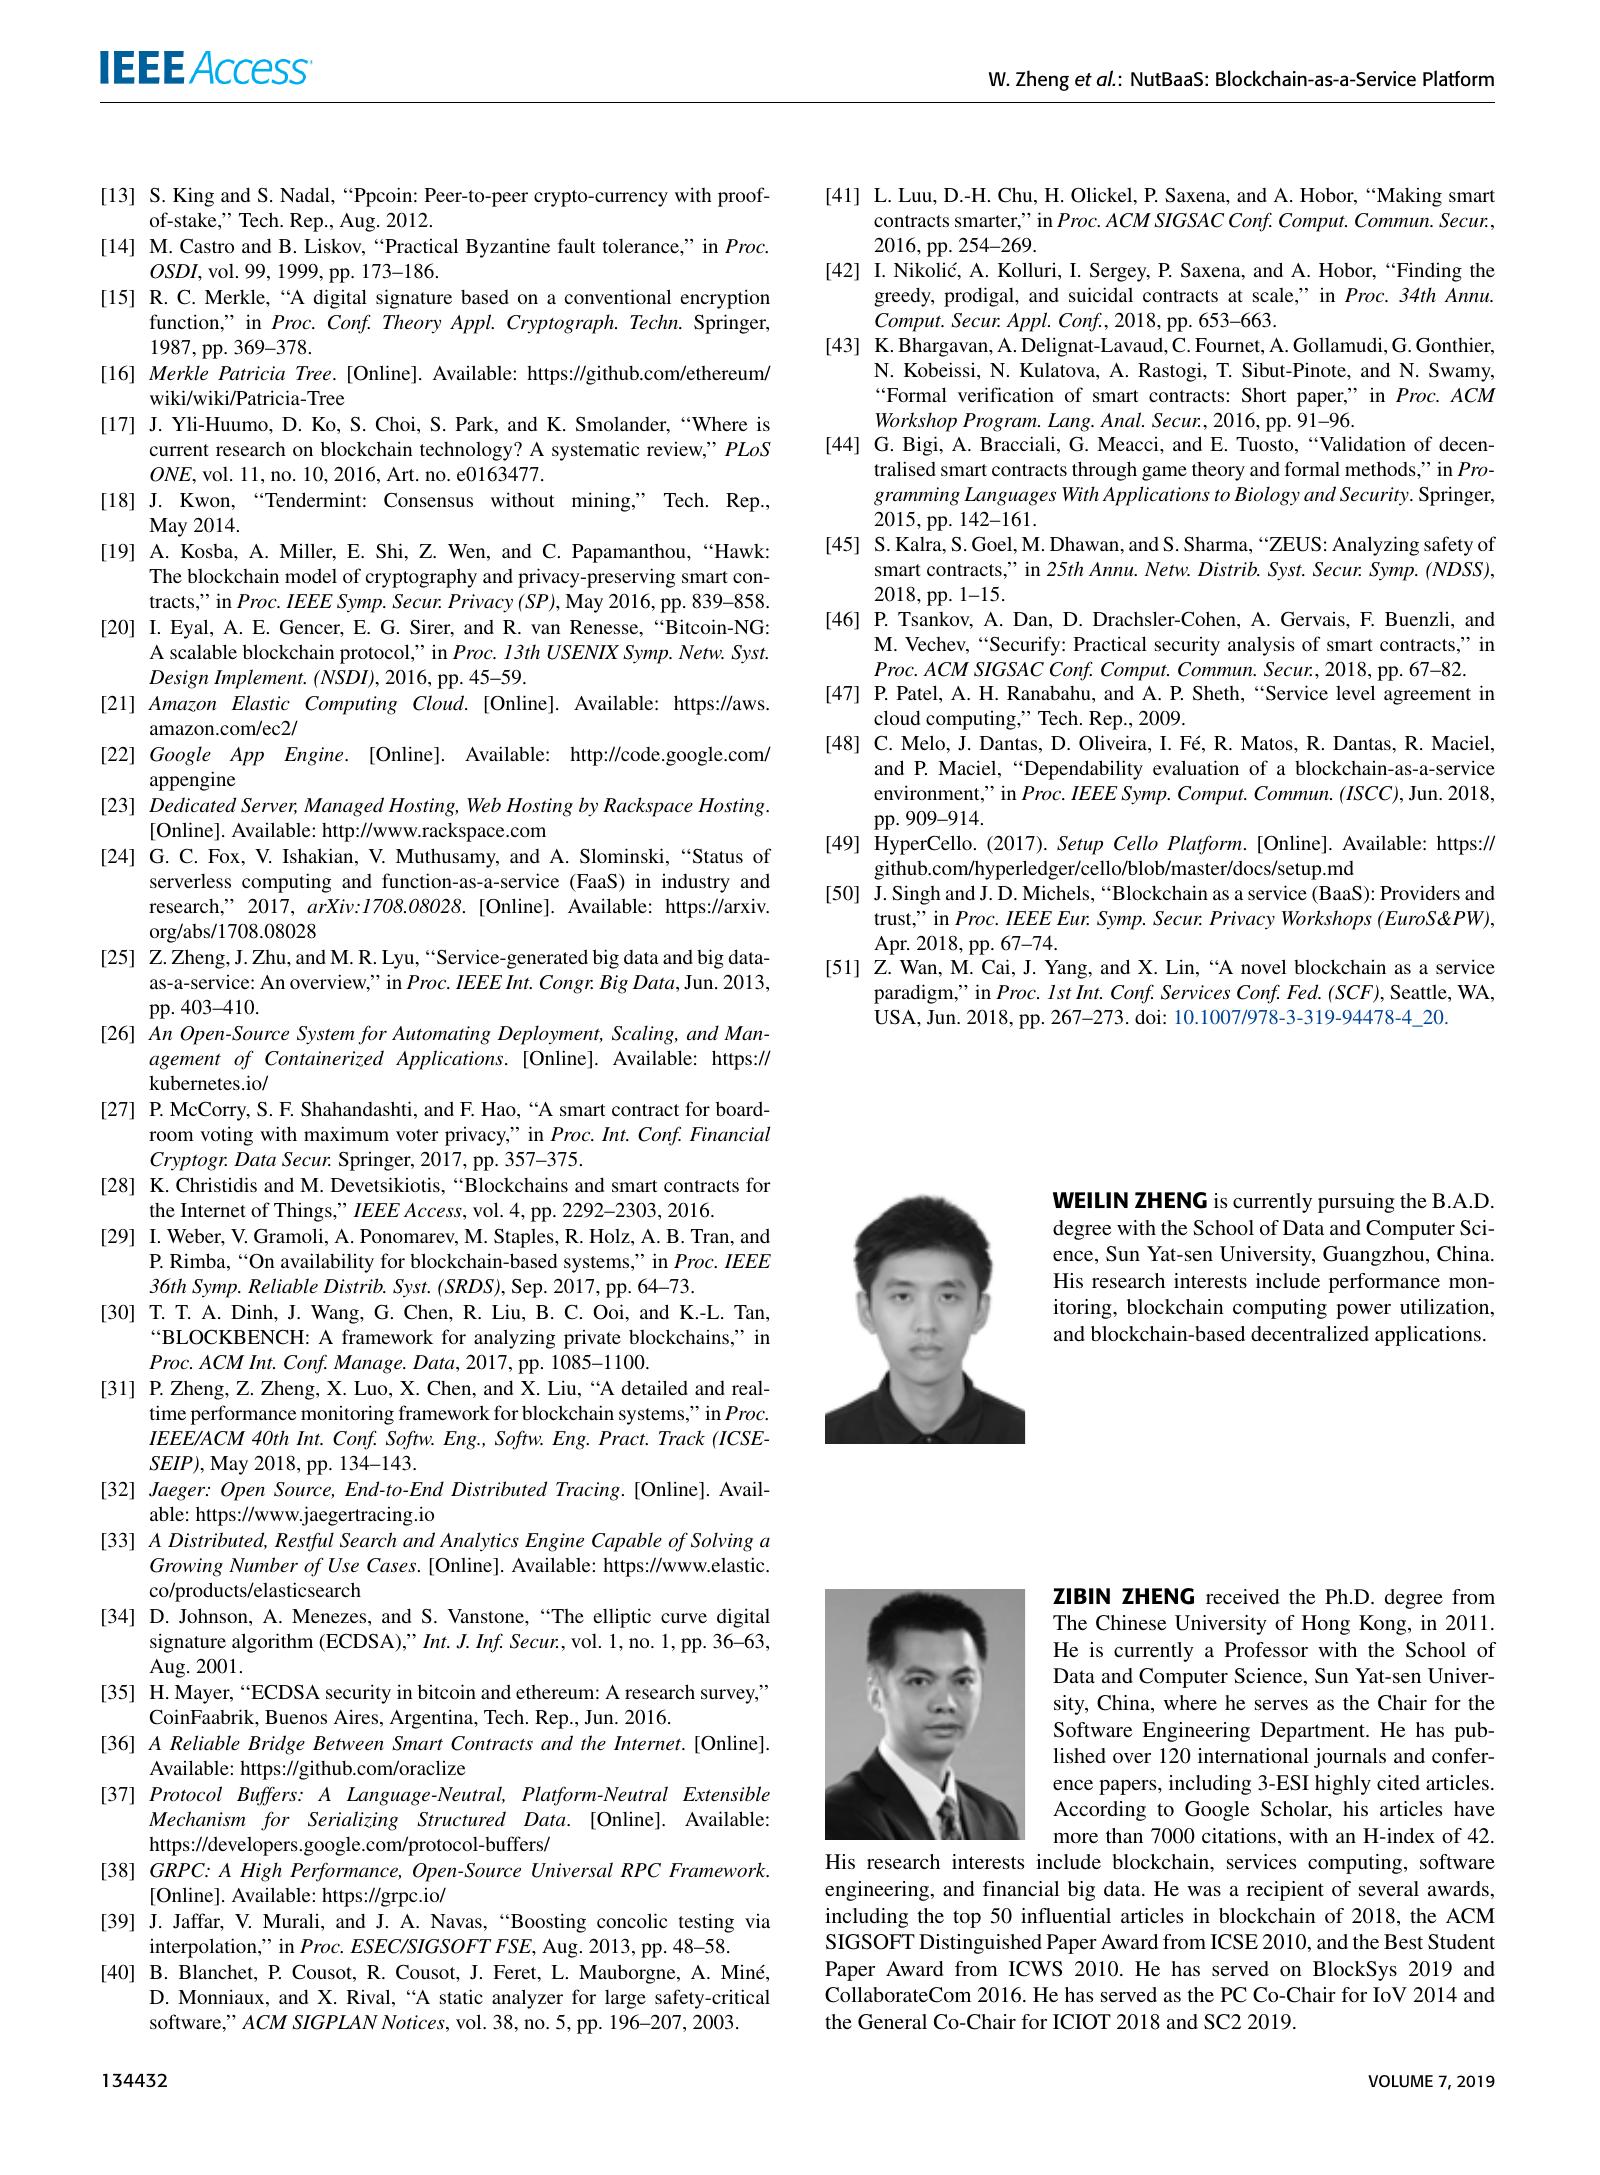 IEEE Access
W. Zheng et al.: NutBaaS: Blockchain-as-a-Service Platform
[13] S. King and S. Nadal, ‘‘Ppcoin: Peer-to-peer crypto-currency with proof-
of-stake,’’ Tech. Rep., Aug. 2012.
[14] M. Castro and B. Liskov, ‘‘Practical Byzantine fault tolerance,’’ in Proc.
OSDI, vol. 99, 1999, pp. 173–186.
[15] R. C. Merkle, ‘‘A digital signature based on a conventional encryption
function,’’ in Proc. Conf. Theory Appl. Cryptograph. Techn. Springer,
1987, pp. 369–378.
[16] Merkle Patricia Tree. [Online]. Available: https://github.com/ethereum/
wiki/wiki/Patricia-Tree
[17] J. Yli-Huumo, D. Ko, S. Choi, S. Park, and K. Smolander, ‘‘Where is
current research on blockchain technology? A systematic review,’’ PLoS
ONE, vol. 11, no. 10, 2016, Art. no. e0163477.
[18] J. Kwon, ‘‘Tendermint: Consensus without mining,’’ Tech. Rep.,
May 2014.
[19] A. Kosba, A. Miller, E. Shi, Z. Wen, and C. Papamanthou, ‘‘Hawk:
The blockchain model of cryptography and privacy-preserving smart con-
tracts,’’ in Proc. IEEE Symp. Secur. Privacy (SP), May 2016, pp. 839–858.
[20] I. Eyal, A. E. Gencer, E. G. Sirer, and R. van Renesse, ‘‘Bitcoin-NG:
A scalable blockchain protocol,’’ in Proc. 13th USENIX Symp. Netw. Syst.
Design Implement. (NSDI), 2016, pp. 45–59.
[21] Amazon Elastic Computing Cloud. [Online]. Available: https://aws.
amazon.com/ec2/
[22] Google App Engine. [Online]. Available: http://code.google.com/
appengine
[23] Dedicated Server, Managed Hosting, Web Hosting by Rackspace Hosting.
[Online]. Available: http://www.rackspace.com
[24] G. C. Fox, V. Ishakian, V. Muthusamy, and A. Slominski, ‘‘Status of
serverless computing and function-as-a-service (FaaS) in industry and
research,’’ 2017, arXiv:1708.08028. [Online]. Available: https://arxiv.
org/abs/1708.08028
[25] Z. Zheng, J. Zhu, and M. R. Lyu, ‘‘Service-generated big data and big data-
as-a-service: An overview,’’ in Proc. IEEE Int. Congr. Big Data, Jun. 2013,
pp. 403–410.
[26] An Open-Source System for Automating Deployment, Scaling, and Man-
agement of Containerized Applications. [Online]. Available: https://
kubernetes.io/
[27] P. McCorry, S. F. Shahandashti, and F. Hao, ‘‘A smart contract for board-
room voting with maximum voter privacy,’’ in Proc. Int. Conf. Financial
Cryptogr. Data Secur. Springer, 2017, pp. 357–375.
[28] K. Christidis and M. Devetsikiotis, ‘‘Blockchains and smart contracts for
the Internet of Things,’’ IEEE Access, vol. 4, pp. 2292–2303, 2016.
[29] I. Weber, V. Gramoli, A. Ponomarev, M. Staples, R. Holz, A. B. Tran, and
P. Rimba, ‘‘On availability for blockchain-based systems,’’ in Proc. IEEE
36th Symp. Reliable Distrib. Syst. (SRDS), Sep. 2017, pp. 64–73.
[30] T. T. A. Dinh, J. Wang, G. Chen, R. Liu, B. C. Ooi, and K.-L. Tan,
‘‘BLOCKBENCH: A framework for analyzing private blockchains,’’ in
Proc. ACM Int. Conf. Manage. Data, 2017, pp. 1085–1100.
[31] P. Zheng, Z. Zheng, X. Luo, X. Chen, and X. Liu, ‘‘A detailed and real-
time performance monitoring framework for blockchain systems,’’ in Proc.
IEEE/ACM 40th Int. Conf. Softw. Eng., Softw. Eng. Pract. Track (ICSE-
SEIP), May 2018, pp. 134–143.
[32] Jaeger: Open Source, End-to-End Distributed Tracing. [Online]. Avail-
able: https://www.jaegertracing.io
[33] A Distributed, Restful Search and Analytics Engine Capable of Solving a
Growing Number of Use Cases. [Online]. Available: https://www.elastic.
co/products/elasticsearch
[34] D. Johnson, A. Menezes, and S. Vanstone, ‘‘The elliptic curve digital
signature algorithm (ECDSA),’’ Int. J. Inf. Secur., vol. 1, no. 1, pp. 36–63,
Aug. 2001.
[35] H. Mayer, ‘‘ECDSA security in bitcoin and ethereum: A research survey,’’
CoinFaabrik, Buenos Aires, Argentina, Tech. Rep., Jun. 2016.
[36] A Reliable Bridge Between Smart Contracts and the Internet. [Online].
Available: https://github.com/oraclize
[37] Protocol Buffers: A Language-Neutral, Platform-Neutral Extensible
Mechanism for Serializing Structured Data. [Online]. Available:
https://developers.google.com/protocol-buffers/
[38] GRPC: A High Performance, Open-Source Universal RPC Framework.
[Online]. Available: https://grpc.io/
[39] J. Jaffar, V. Murali, and J. A. Navas, ‘‘Boosting concolic testing via
interpolation,’’ in Proc. ESEC/SIGSOFT FSE, Aug. 2013, pp. 48–58.
[40] B. Blanchet, P. Cousot, R. Cousot, J. Feret, L. Mauborgne, A. Miné,
D. Monniaux, and X. Rival, ‘‘A static analyzer for large safety-critical
software,’’ ACM SIGPLAN Notices, vol. 38, no. 5, pp. 196–207, 2003.
[41] L. Luu, D.-H. Chu, H. Olickel, P. Saxena, and A. Hobor, ‘‘Making smart
contracts smarter,’’ in Proc. ACM SIGSAC Conf. Comput. Commun. Secur.,
2016, pp. 254–269.
[42] I. Nikolić, A. Kolluri, I. Sergey, P. Saxena, and A. Hobor, ‘‘Finding the
greedy, prodigal, and suicidal contracts at scale,’’ in Proc. 34th Annu.
Comput. Secur. Appl. Conf., 2018, pp. 653–663.
[43] K. Bhargavan, A. Delignat-Lavaud, C. Fournet, A. Gollamudi, G. Gonthier,
N. Kobeissi, N. Kulatova, A. Rastogi, T. Sibut-Pinote, and N. Swamy,
‘‘Formal verification of smart contracts: Short paper,’’ in Proc. ACM
Workshop Program. Lang. Anal. Secur., 2016, pp. 91–96.
[44] G. Bigi, A. Bracciali, G. Meacci, and E. Tuosto, ‘‘Validation of decen-
tralised smart contracts through game theory and formal methods,’’ in Pro-
gramming Languages With Applications to Biology and Security. Springer,
2015, pp. 142–161.
[45] S. Kalra, S. Goel, M. Dhawan, and S. Sharma, ‘‘ZEUS: Analyzing safety of
smart contracts,’’ in 25th Annu. Netw. Distrib. Syst. Secur. Symp. (NDSS),
2018, pp. 1–15.
[46] P. Tsankov, A. Dan, D. Drachsler-Cohen, A. Gervais, F. Buenzli, and
M. Vechev, ‘‘Securify: Practical security analysis of smart contracts,’’ in
Proc. ACM SIGSAC Conf. Comput. Commun. Secur., 2018, pp. 67–82.
[47] P. Patel, A. H. Ranabahu, and A. P. Sheth, ‘‘Service level agreement in
cloud computing,’’ Tech. Rep., 2009.
[48] C. Melo, J. Dantas, D. Oliveira, I. Fé, R. Matos, R. Dantas, R. Maciel,
and P. Maciel, ‘‘Dependability evaluation of a blockchain-as-a-service
environment,’’ in Proc. IEEE Symp. Comput. Commun. (ISCC), Jun. 2018,
pp. 909–914.
[49] HyperCello. (2017). Setup Cello Platform. [Online]. Available: https://
github.com/hyperledger/cello/blob/master/docs/setup.md
[50] J. Singh and J. D. Michels, ‘‘Blockchain as a service (BaaS): Providers and
trust,’’ in Proc. IEEE Eur. Symp. Secur. Privacy Workshops (EuroS&PW),
Apr. 2018, pp. 67–74.
[51] Z. Wan, M. Cai, J. Yang, and X. Lin, ‘‘A novel blockchain as a service
paradigm,’’ in Proc. 1st Int. Conf. Services Conf. Fed. (SCF), Seattle, WA,
USA, Jun. 2018, pp. 267–273. doi: 10.1007/978-3-319-94478-4_20.
WEILIN ZHENG is currently pursuing the B.A.D.
degree with the School of Data and Computer Sci-
ence, Sun Yat-sen University, Guangzhou, China.
His research interests include performance mon-
itoring, blockchain computing power utilization,
and blockchain-based decentralized applications.
ZIBIN ZHENG received the Ph.D. degree from
The Chinese University of Hong Kong, in 2011.
He is currently a Professor with the School of
Data and Computer Science, Sun Yat-sen Univer-
sity, China, where he serves as the Chair for the
Software Engineering Department. He has pub-
lished over 120 international journals and confer-
ence papers, including 3-ESI highly cited articles.
According to Google Scholar, his articles have
more than 7000 citations, with an H-index of 42.
His research interests include blockchain, services computing, software
engineering, and financial big data. He was a recipient of several awards,
including the top 50 influential articles in blockchain of 2018, the ACM
SIGSOFT Distinguished Paper Award from ICSE 2010, and the Best Student
Paper Award from ICWS 2010. He has served on BlockSys 2019 and
CollaborateCom 2016. He has served as the PC Co-Chair for IoV 2014 and
the General Co-Chair for ICIOT 2018 and SC2 2019.
134432
VOLUME 7, 2019